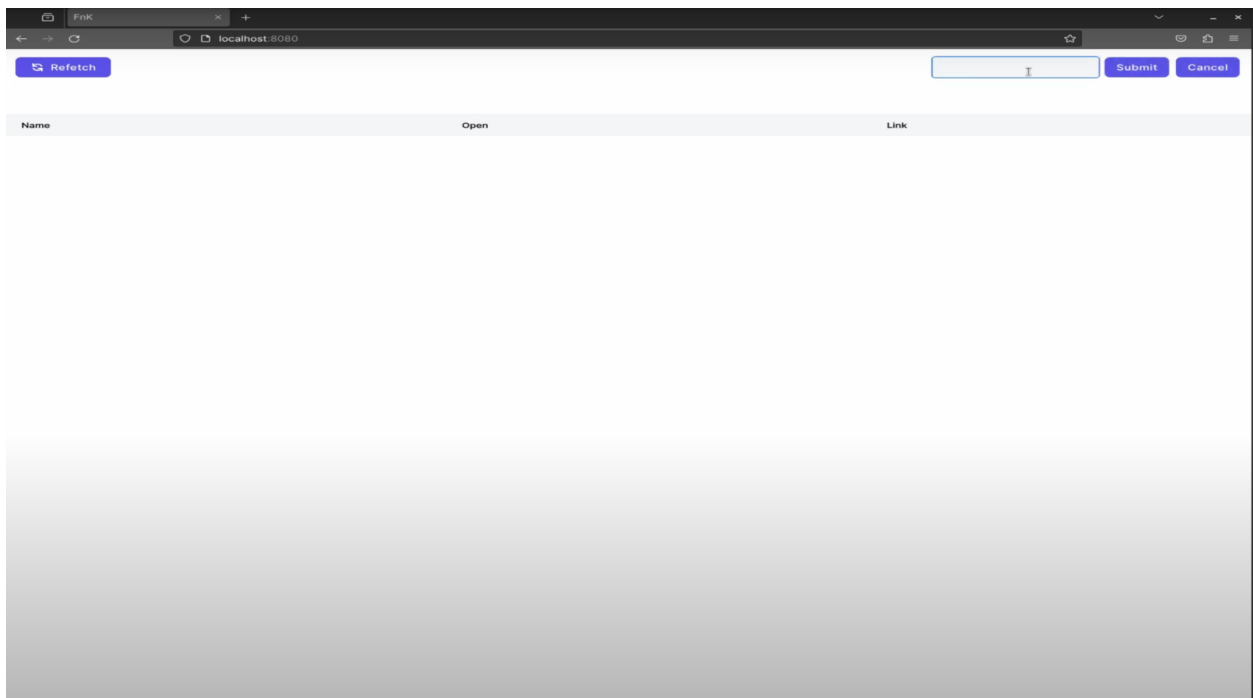 FnK
localhost:8080
Refetch
Submit
Cancel
Name
Open
Link